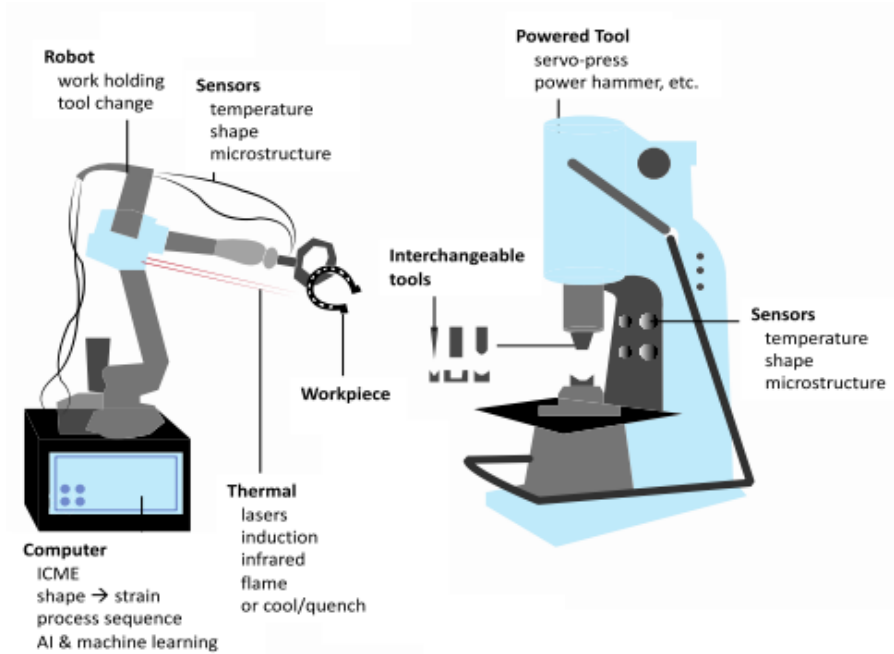 Robot
work holding
tool change
Sensors
temperature
shape
microstructure
Powered Tool
servo-press
power hammer, etc.
Interchangeable
tools
Sensors
temperature
shape
microstructure
Workpiece
Thermal
lasers
induction
infrared
flame
or cool/quench
Computer
ICME
shape → strain
process sequence
AI & machine learning